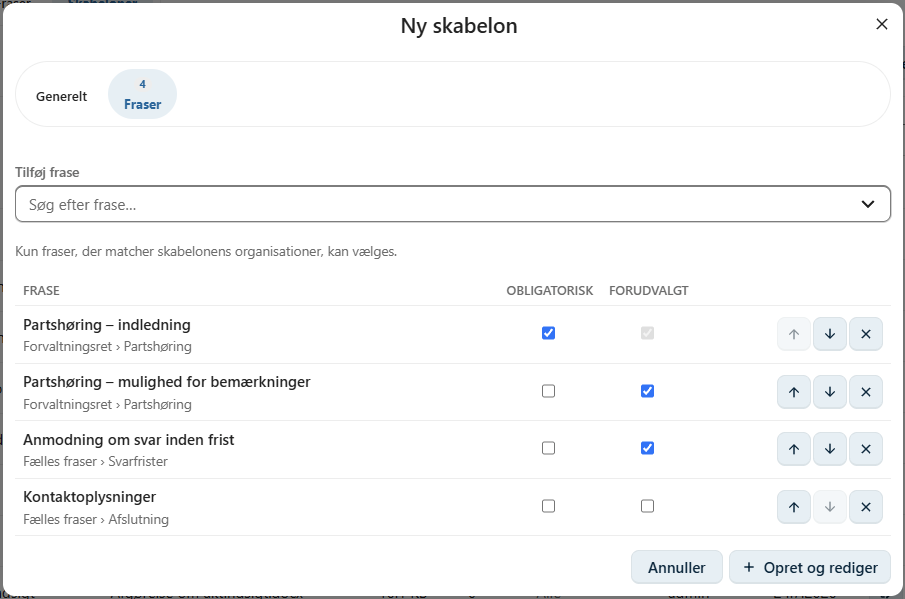 Skabeloner
Ny skabelon
Generelt
4
Fraser
Tilføj frase
Søg efter frase...
Kun fraser, der matcher skabelonens organisationer, kan vælges.
FRASE OBLIGATORISK FORUDVALGT
Partshøring – indledning
Forvaltningsret › Partshøring
Partshøring – mulighed for bemærkninger
Forvaltningsret › Partshøring
Anmodning om svar inden frist
Fælles fraser › Svarfrister
Kontaktoplysninger
Fælles fraser › Afslutning
Annuller + Opret og rediger